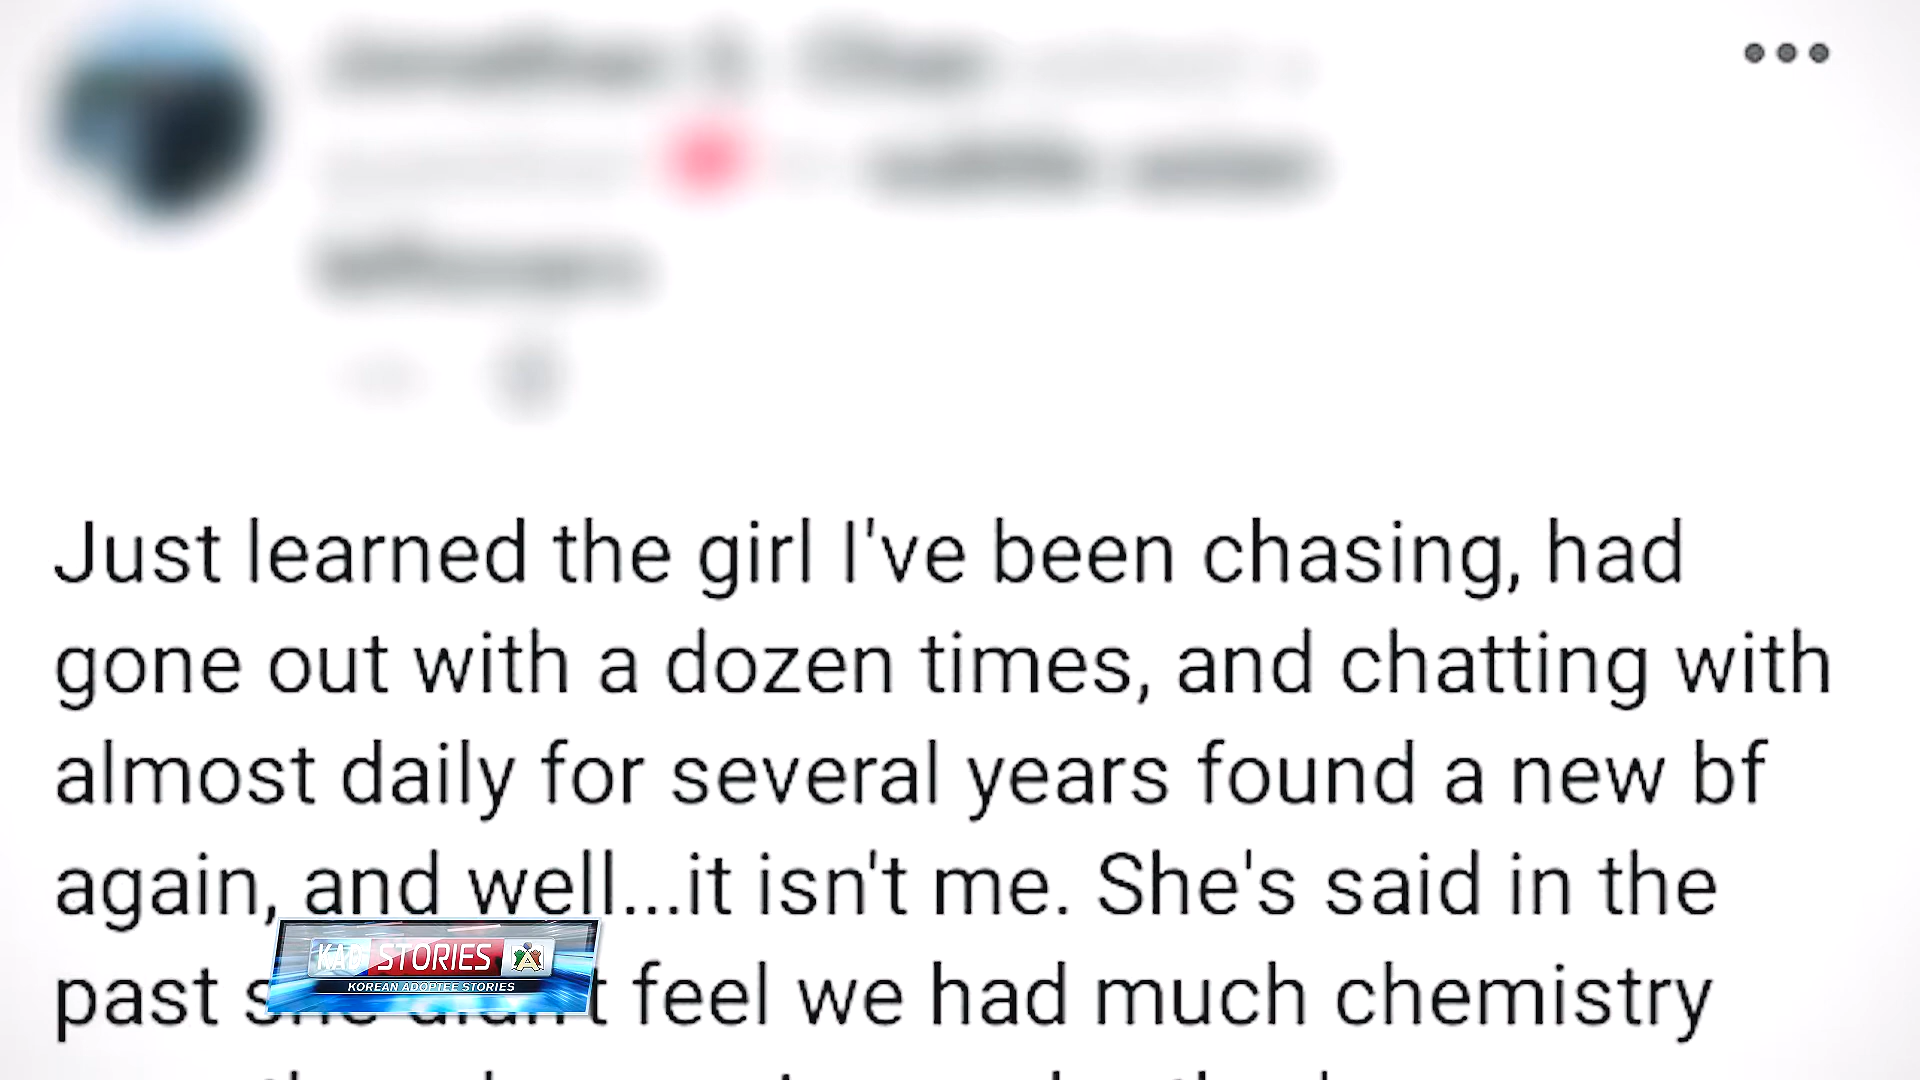 Just learned the girl I've been chasing, had
gone out with a dozen times, and chatting with
almost daily for several years found a new bf
again, and well...it isn't me. She's said in the
past she didn't feel we had much chemistry
KAD STORIES
KOREAN ADOPTEE STORIES